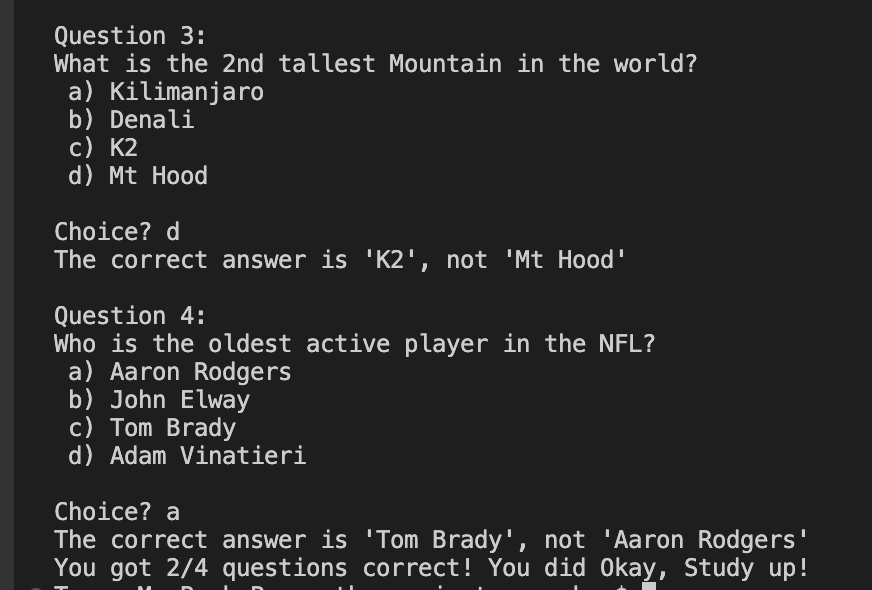 Question 3:
What is the 2nd tallest Mountain in the world?
a) Kilimanjaro
b) Denali
c) K2
d) Mt Hood
Choice? d
The correct answer is 'K2', not 'Mt Hood'
Question 4:
Who is the oldest active player in the NFL?
a) Aaron Rodgers
b) John Elway
c) Tom Brady
d) Adam Vinatieri
Choice? a
The correct answer is 'Tom Brady', not 'Aaron Rodgers'
You got 2/4 questions correct! You did Okay, Study up!